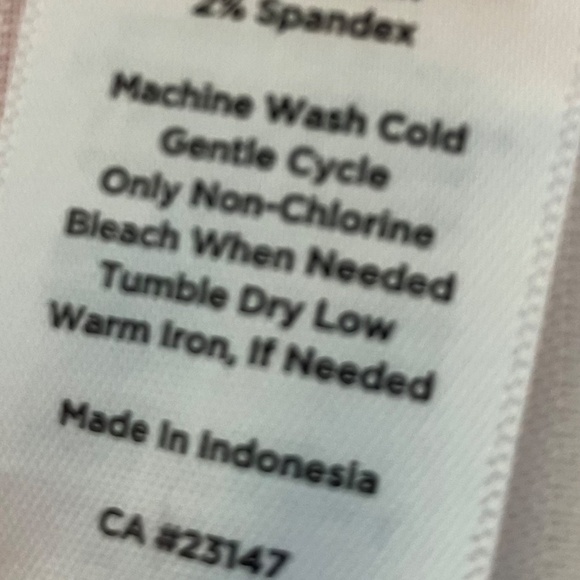 2% Spandex
Machine Wash Cold
Gentle Cycle
Only Non-Chlorine
Bleach When Needed
Tumble Dry Low
Warm Iron, If Needed
Made In Indonesia
CA #23147